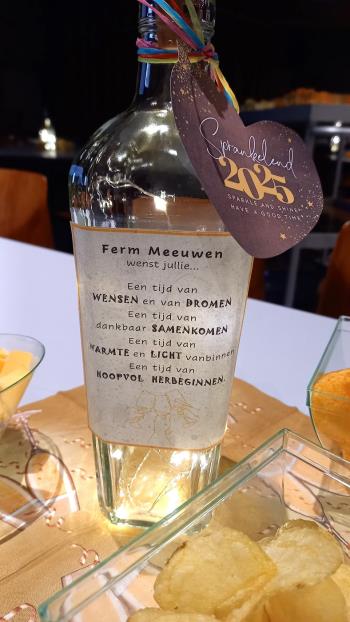 Sprankelend
2025
SPARKLE AND SHINE
HAVE A GOOD TIME
Ferm Meeuwen
wenst jullie...
Een tijd van
WENSEN en van DROMEN
Een tijd van
dankbaar SAMENKOMEN
Een tijd van
WARMTE en LICHT vanbinnen
Een tijd van
HOOPVOL HERBEGINNEN.